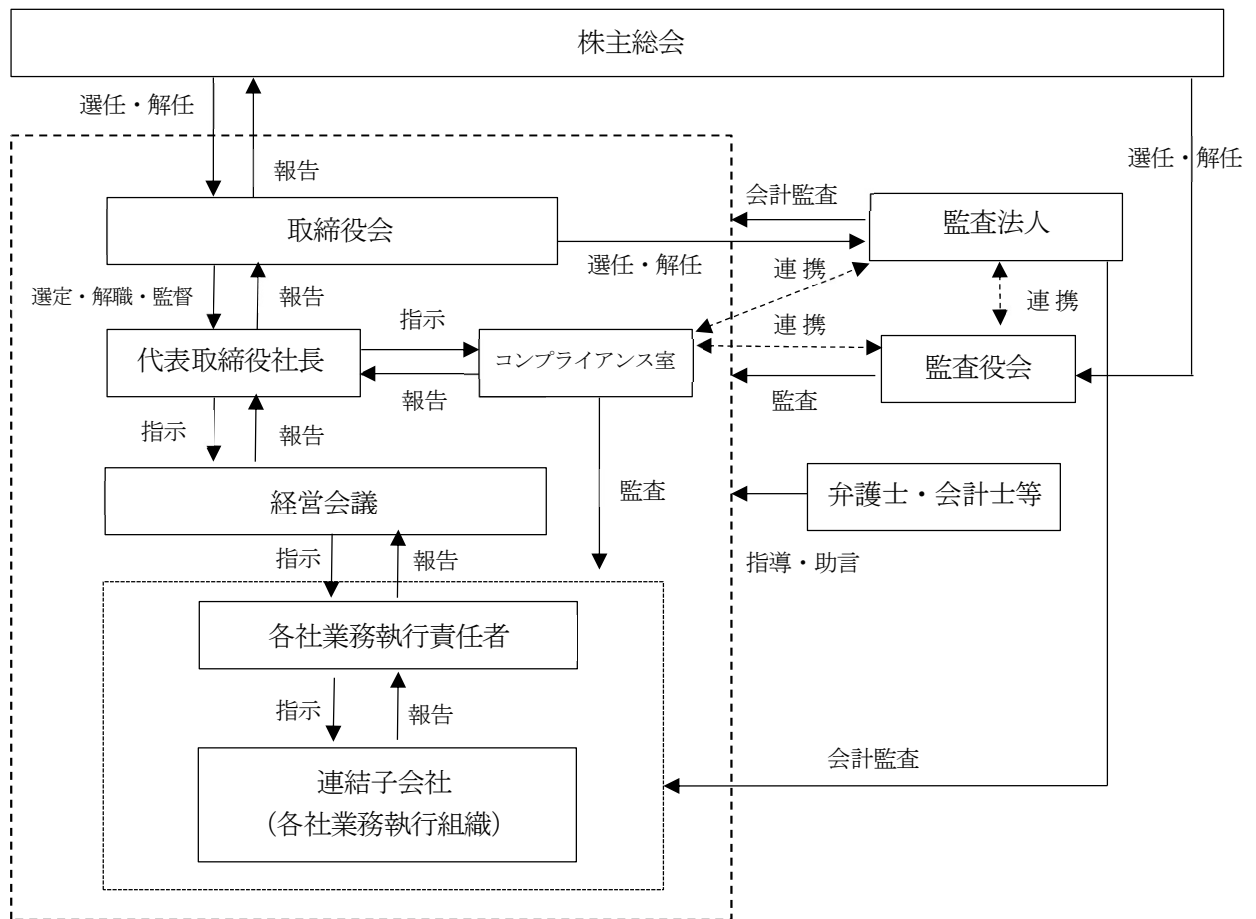 株主総会
選任・解任
選任・解任
報告
取締役会
会計監査
監査法人
選任・解任
連 携
連 携
選定・解職・監督
報告
指示
連 携
代表取締役社長
コンプライアンス室
監査役会
報告
監査
指示
報告
経営会議
監査
弁護士・会計士等
指示
報告
指導・助言
各社業務執行責任者
指示
報告
会計監査
連結子会社
（各社業務執行組織）